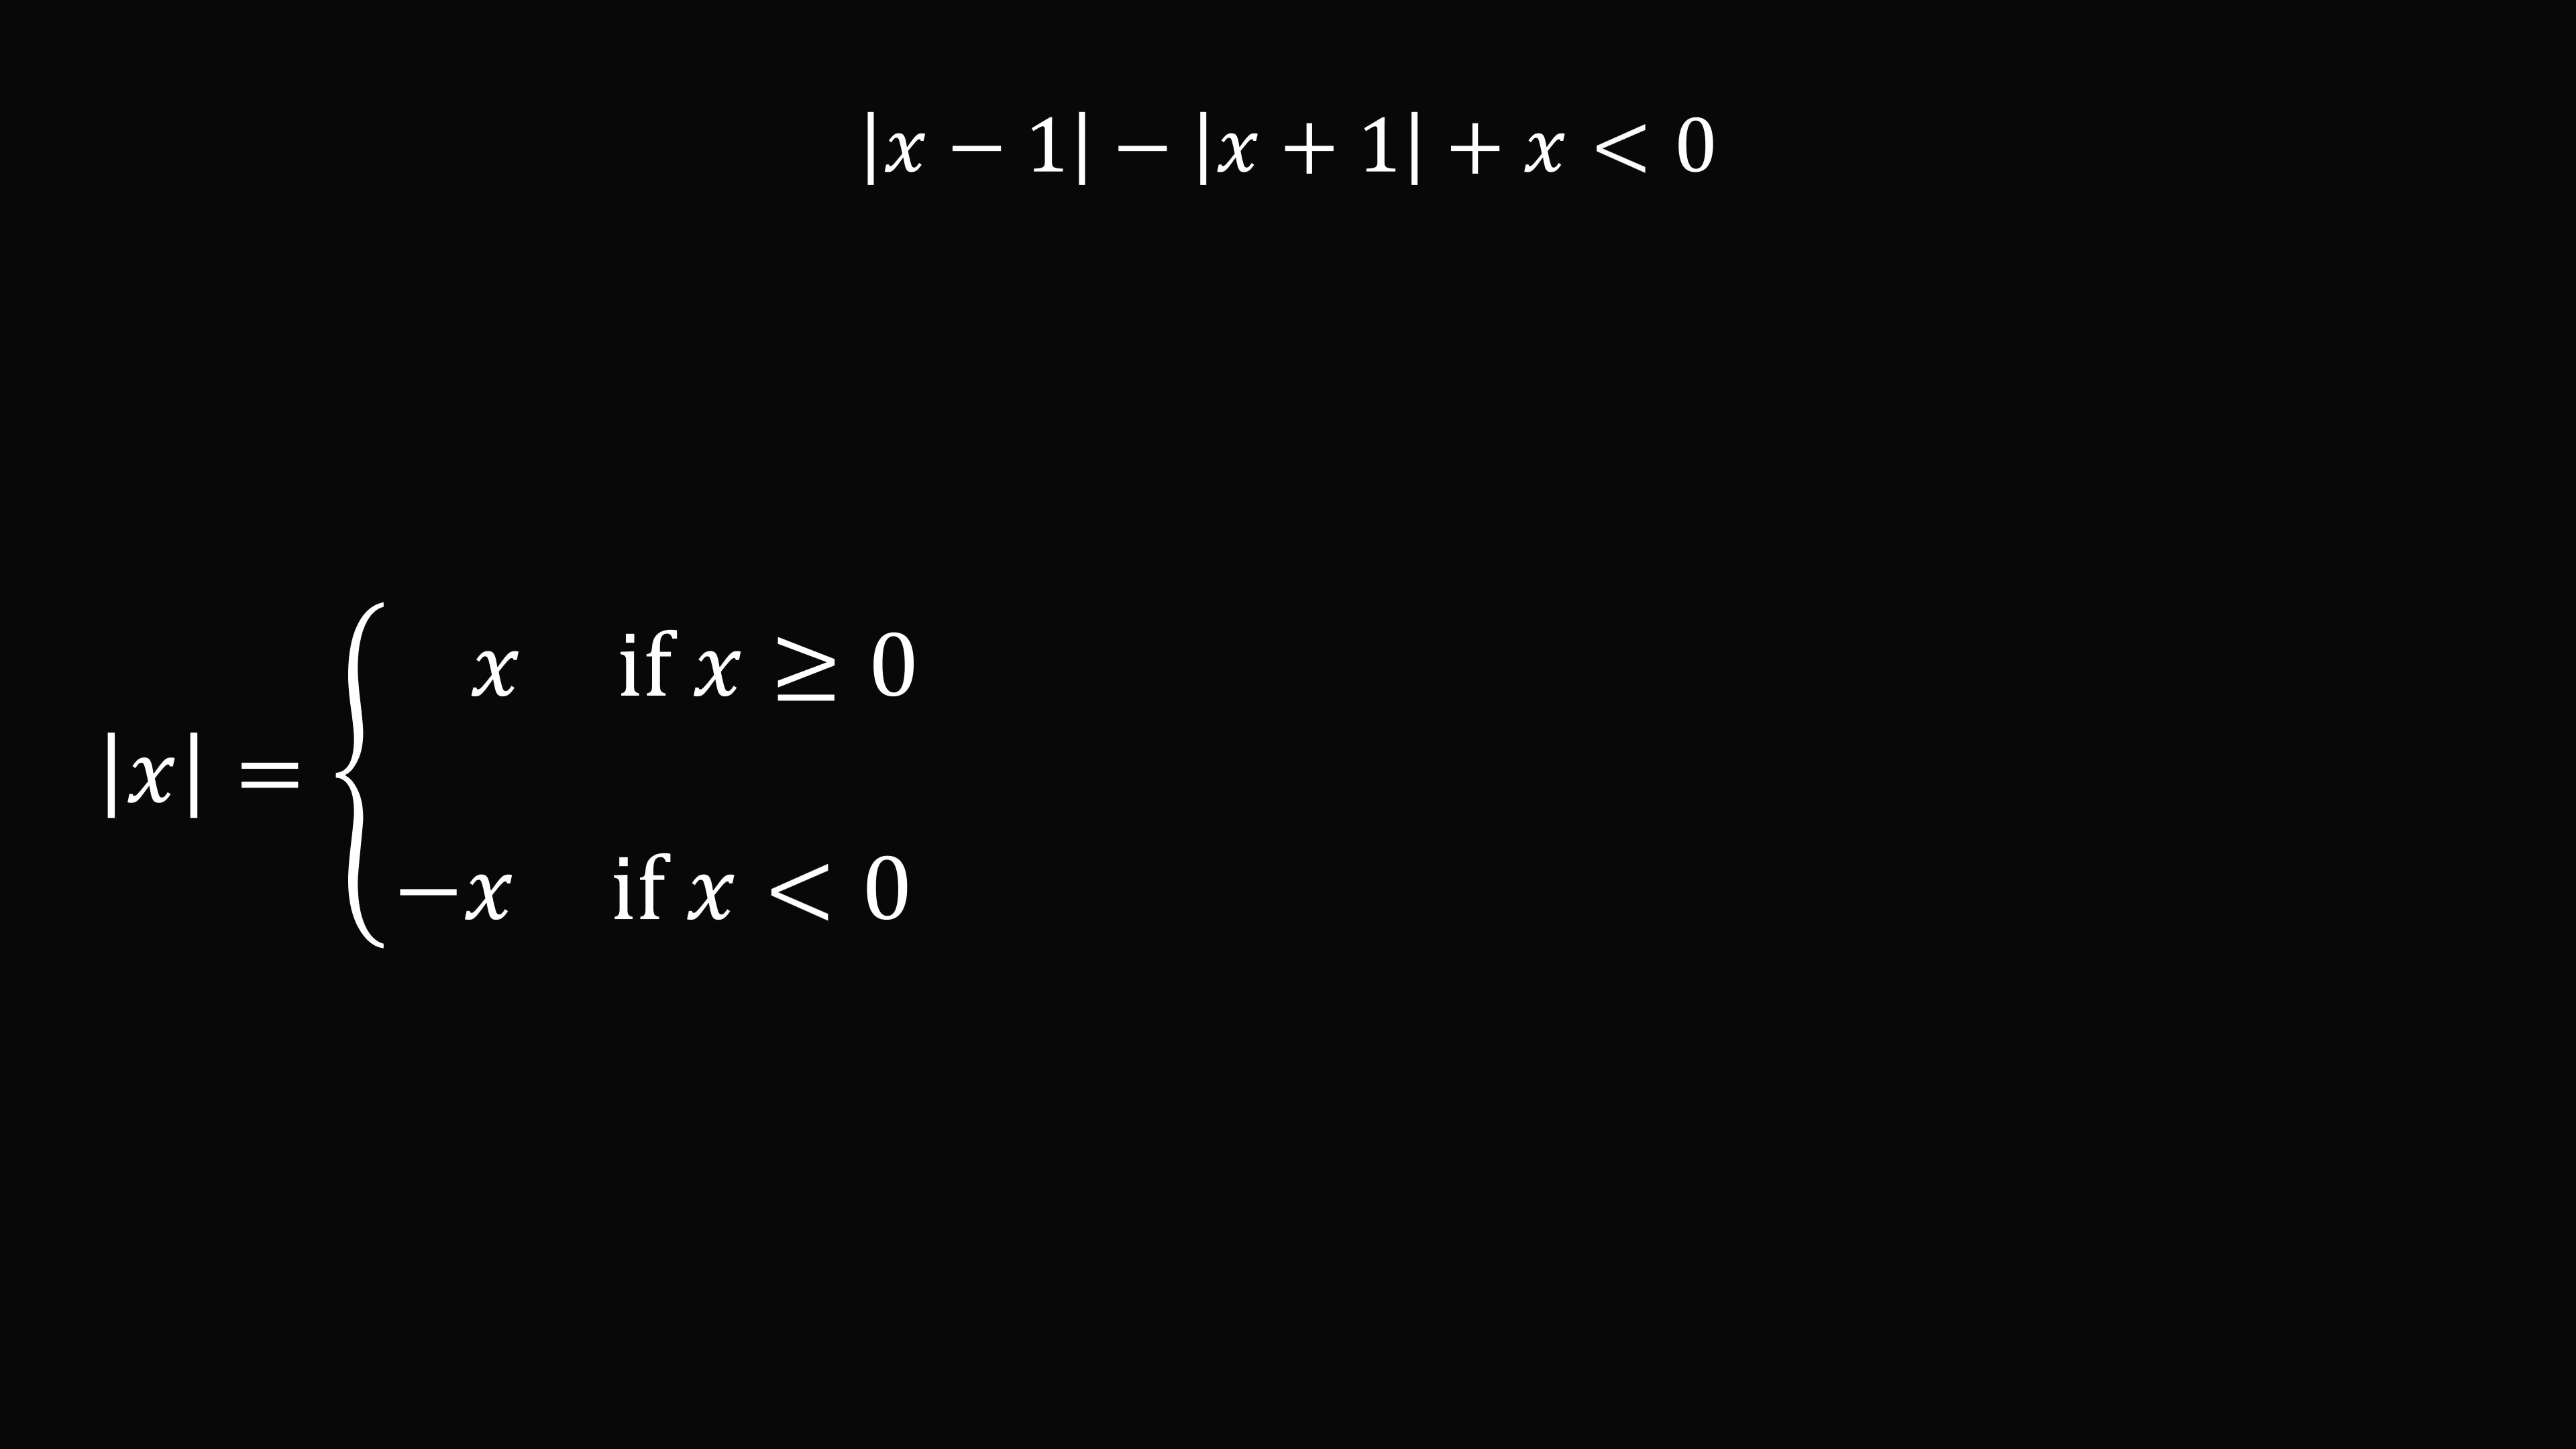 |x − 1| − |x + 1| + x < 0
x if x ≥ 0
|x| = {
−x if x < 0